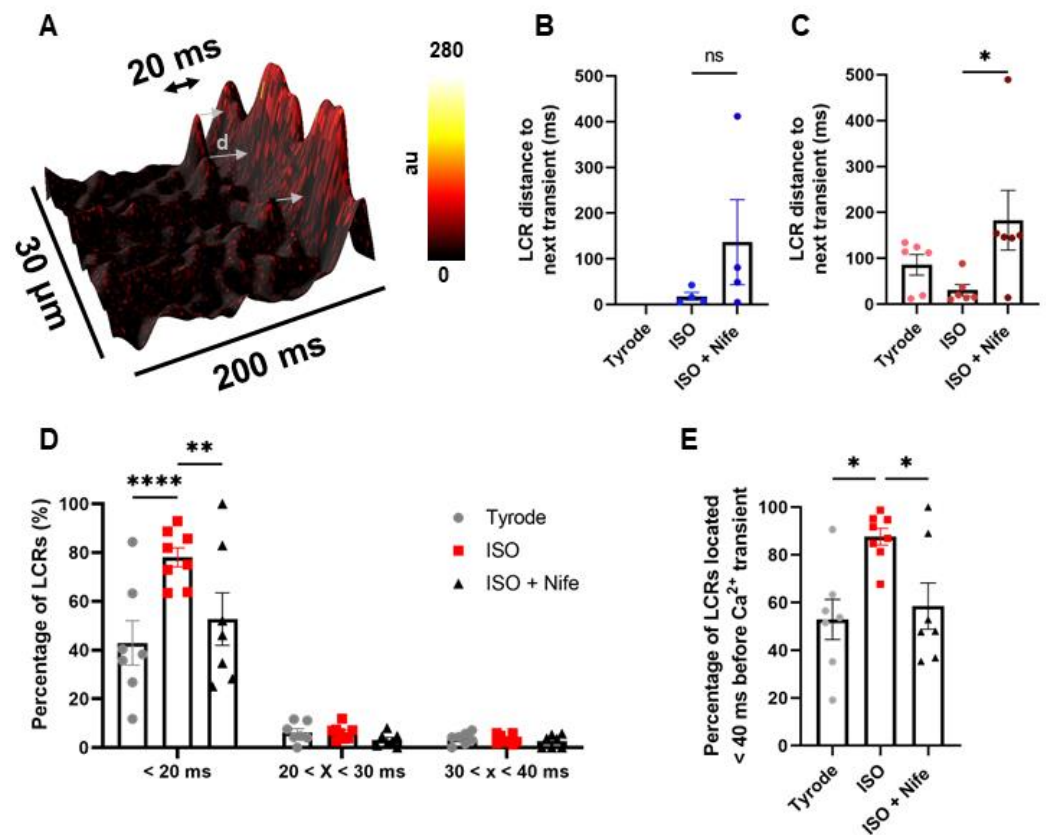 A
20 ms
d
30 µm
200 ms
280
au
0
B
ns
LCR distance to
next transient (ms)
500
400
300
200
100
0
Tyrode
ISO
ISO + Nife
C
*
LCR distance to
next transient (ms)
500
400
300
200
100
0
Tyrode
ISO
ISO + Nife
D
**
****
Percentage of LCRs (%)
100
80
60
40
20
0
< 20 ms
20 < X < 30 ms
30 < x < 40 ms
Tyrode
ISO
ISO + Nife
E
*
*
Percentage of LCRs located
< 40 ms before Ca²⁺ transient
100
80
60
40
20
0
Tyrode
ISO
ISO + Nife